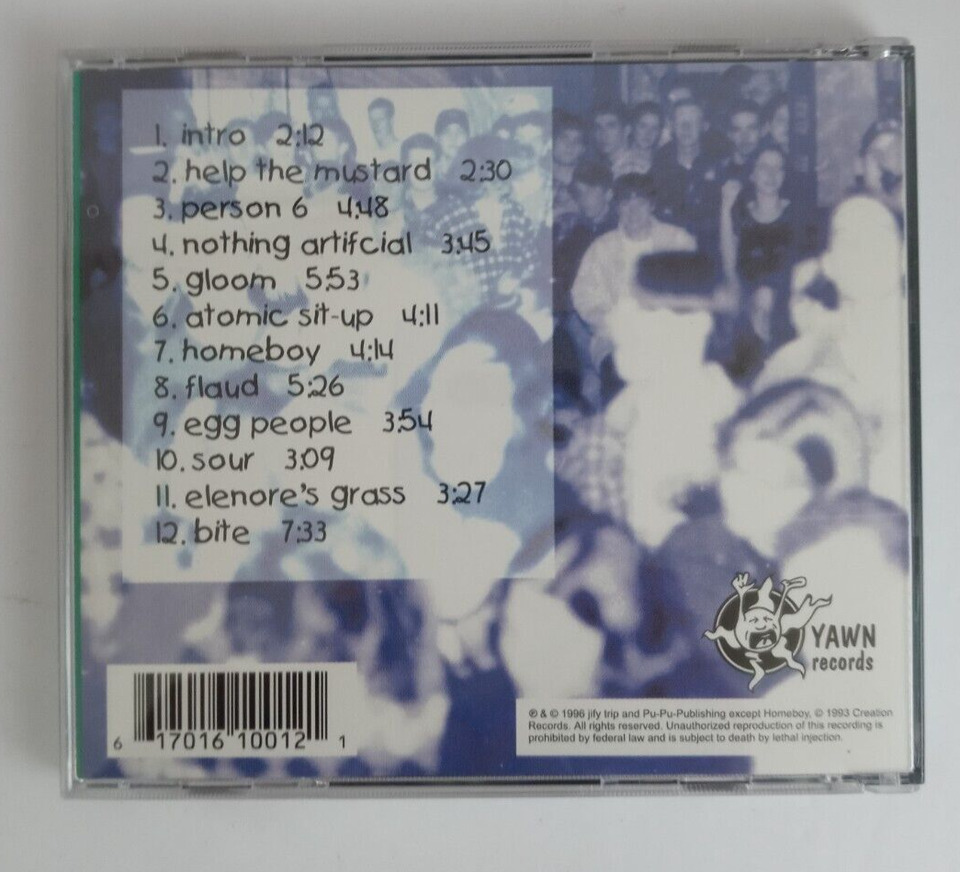 1. intro 2:12
2. help the mustard 2:30
3. person 6 4:48
4. nothing artifcial 3:45
5. gloom 5:53
6. atomic sit-up 4:11
7. homeboy 4:14
8. flaud 5:26
9. egg people 3:54
10. sour 3:09
11. elenore's grass 3:27
12. bite 7:33
YAWN
records
6 17016 10012 1
℗ & © 1996 jify trip and Pu-Pu-Publishing except Homeboy, © 1993 Creation
Records. All rights reserved. Unauthorized reproduction of this recording is
prohibited by federal law and is subject to death by lethal injection.